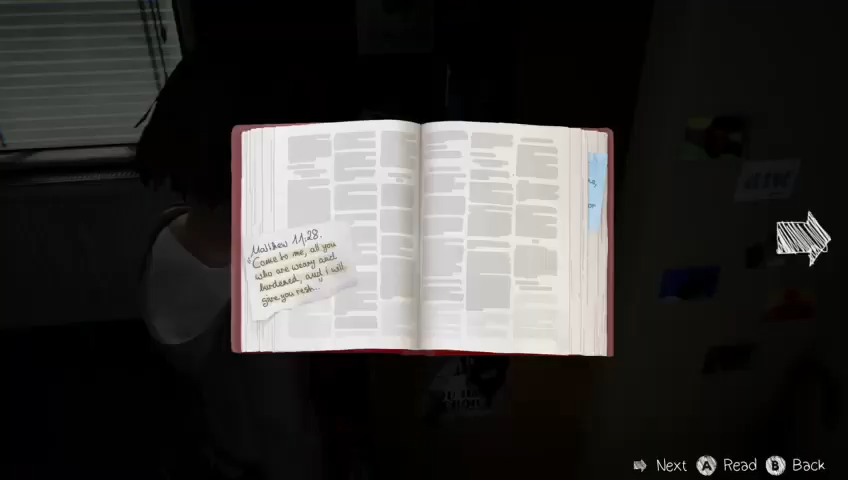 Matthew 11:28.
"Come to me, all you
who are weary and
burdened, and I will
give you rest...
Next A Read B Back